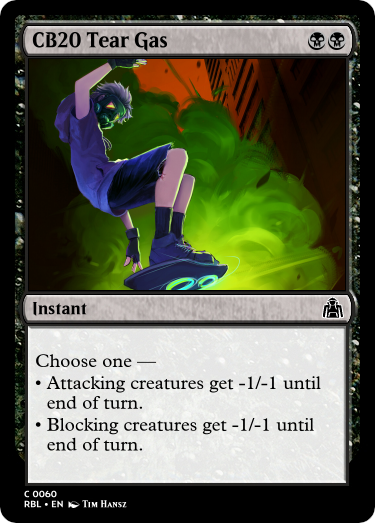 CB20 Tear Gas
Instant
Choose one —
• Attacking creatures get -1/-1 until
end of turn.
• Blocking creatures get -1/-1 until
end of turn.
C 0060
RBL • EN Tim Hansz